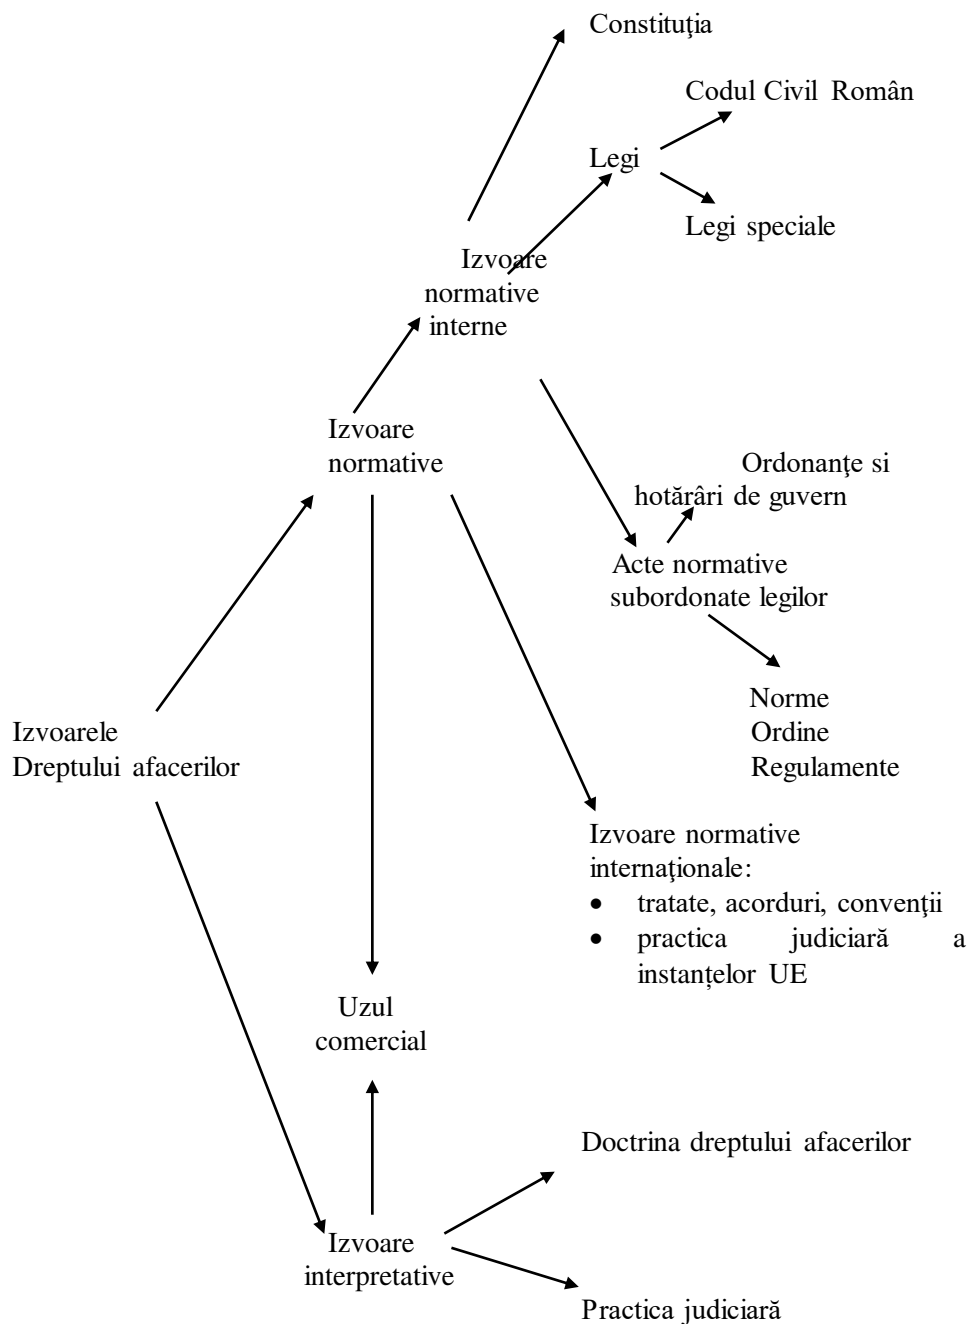 Constituţia
Codul Civil Român
Legi
Legi speciale
Izvoare
normative
interne
Izvoare
normative
Ordonanţe si
hotărâri de guvern
Acte normative
subordonate legilor
Norme
Ordine
Regulamente
Izvoarele
Dreptului afacerilor
Izvoare normative
internaţionale:
• tratate, acorduri, convenţii
• practica judiciară a
instanțelor UE
Uzul
comercial
Doctrina dreptului afacerilor
Izvoare
interpretative
Practica judiciară